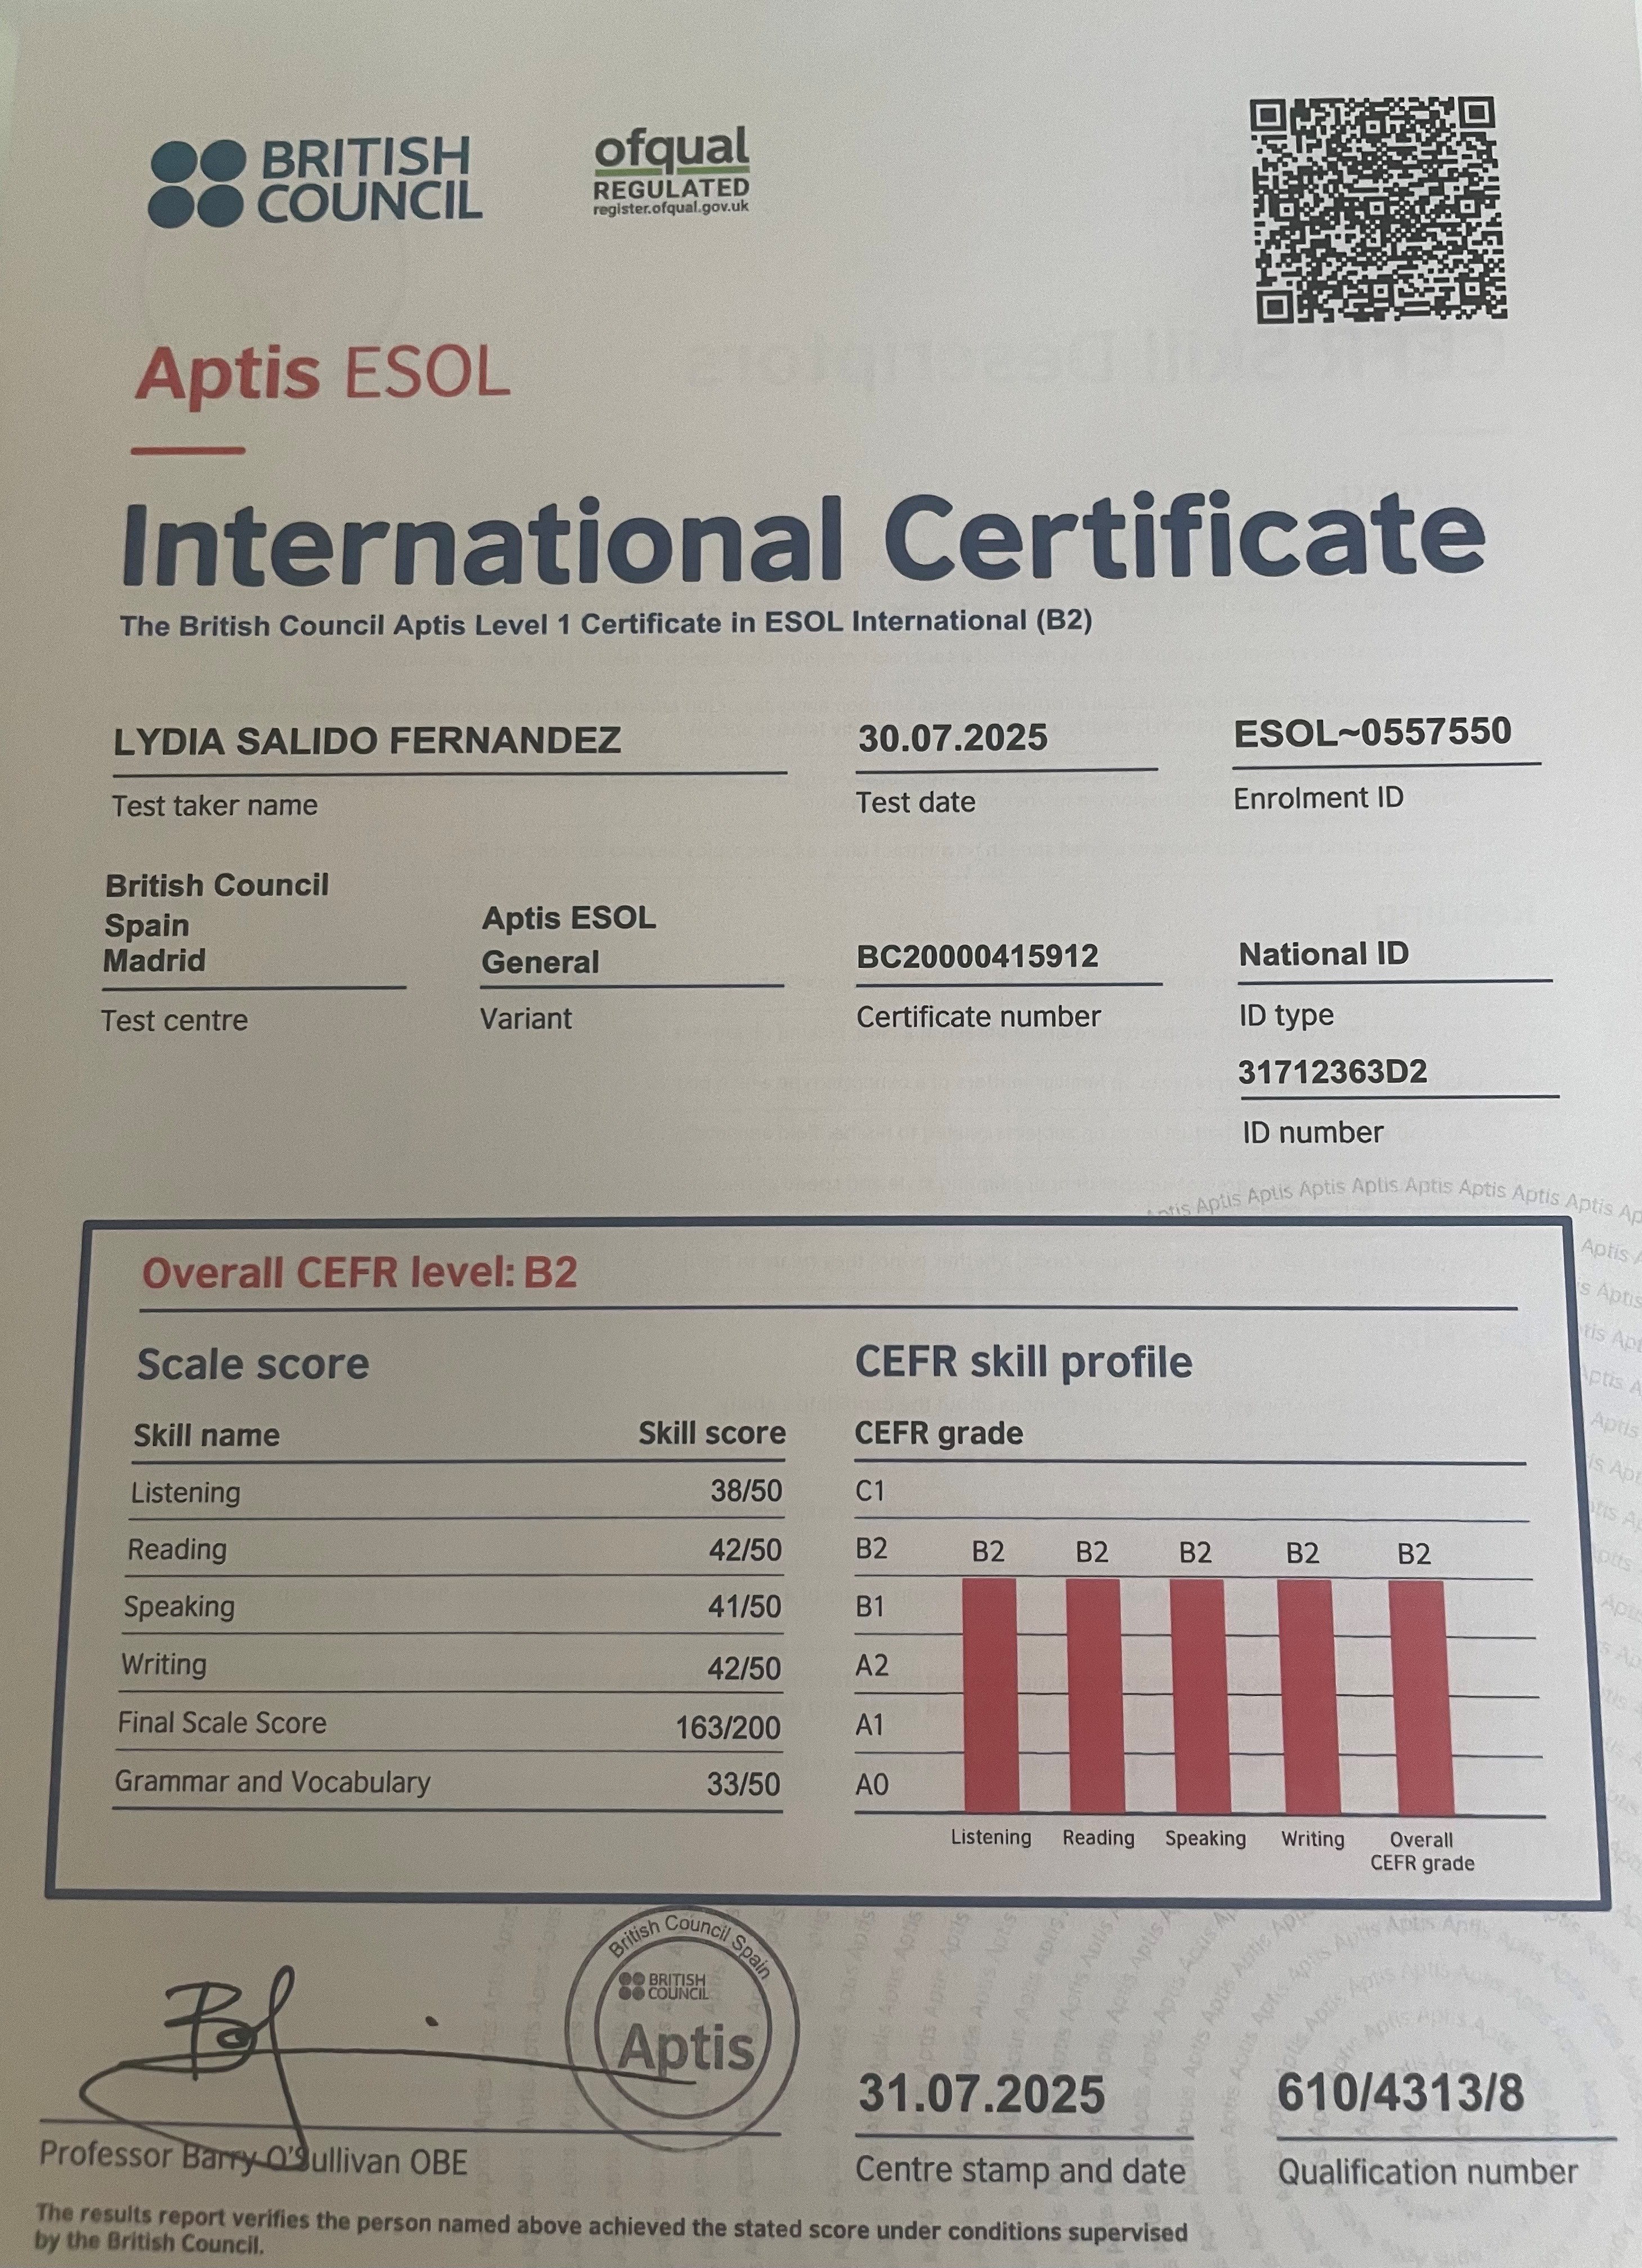 BRITISH
COUNCIL
ofqual
REGULATED
register.ofqual.gov.uk
Aptis ESOL
International Certificate
The British Council Aptis Level 1 Certificate in ESOL International (B2)
LYDIA SALIDO FERNANDEZ
Test taker name
30.07.2025
Test date
ESOL~0557550
Enrolment ID
British Council
Spain
Madrid
Test centre
Aptis ESOL
General
Variant
BC20000415912
Certificate number
National ID
ID type
31712363D2
ID number
Overall CEFR level: B2
Scale score
Skill name Skill score
Listening 38/50
Reading 42/50
Speaking 41/50
Writing 42/50
Final Scale Score 163/200
Grammar and Vocabulary 33/50
CEFR skill profile
CEFR grade
C1
B2 B2 B2 B2 B2 B2
B1
A2
A1
A0
Listening Reading Speaking Writing Overall
CEFR grade
British Council Spain
BRITISH
COUNCIL
Aptis
Professor Barry O'Sullivan OBE
31.07.2025
Centre stamp and date
610/4313/8
Qualification number
The results report verifies the person named above achieved the stated score under conditions supervised
by the British Council.